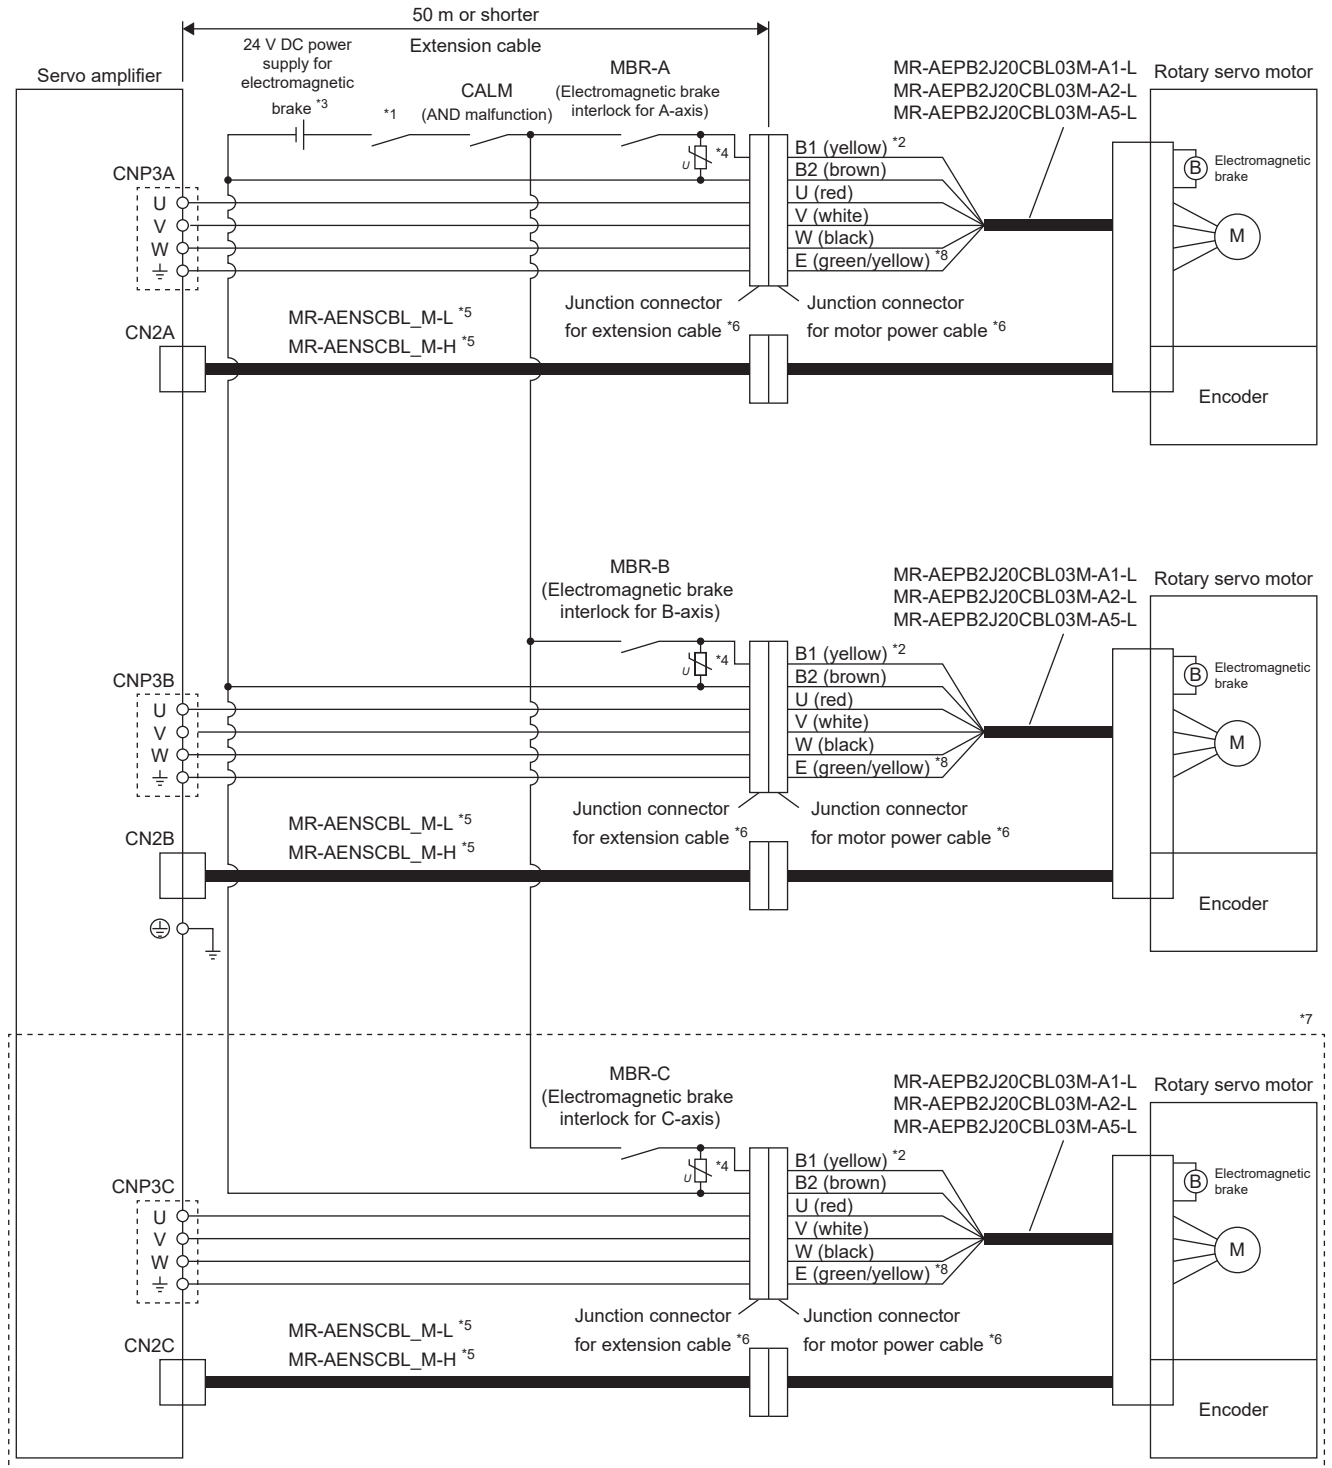 50 m or shorter
Extension cable
Servo amplifier
24 V DC power
supply for
electromagnetic
brake *3
*1
CALM
(AND malfunction)
MBR-A
(Electromagnetic brake
interlock for A-axis)
MR-AEPB2J20CBL03M-A1-L
MR-AEPB2J20CBL03M-A2-L
MR-AEPB2J20CBL03M-A5-L
Rotary servo motor
U
*4
B1 (yellow) *2
B2 (brown)
U (red)
V (white)
W (black)
E (green/yellow) *8
B
Electromagnetic
brake
M
CNP3A
U
V
W
Junction connector
for extension cable *6
Junction connector
for motor power cable *6
CN2A
MR-AENSCBL_M-L *5
MR-AENSCBL_M-H *5
Encoder
MBR-B
(Electromagnetic brake
interlock for B-axis)
MR-AEPB2J20CBL03M-A1-L
MR-AEPB2J20CBL03M-A2-L
MR-AEPB2J20CBL03M-A5-L
Rotary servo motor
U
*4
B1 (yellow) *2
B2 (brown)
U (red)
V (white)
W (black)
E (green/yellow) *8
B
Electromagnetic
brake
M
CNP3B
U
V
W
Junction connector
for extension cable *6
Junction connector
for motor power cable *6
CN2B
MR-AENSCBL_M-L *5
MR-AENSCBL_M-H *5
Encoder
*7
MBR-C
(Electromagnetic brake
interlock for C-axis)
MR-AEPB2J20CBL03M-A1-L
MR-AEPB2J20CBL03M-A2-L
MR-AEPB2J20CBL03M-A5-L
Rotary servo motor
U
*4
B1 (yellow) *2
B2 (brown)
U (red)
V (white)
W (black)
E (green/yellow) *8
B
Electromagnetic
brake
M
CNP3C
U
V
W
Junction connector
for extension cable *6
Junction connector
for motor power cable *6
CN2C
MR-AENSCBL_M-L *5
MR-AENSCBL_M-H *5
Encoder